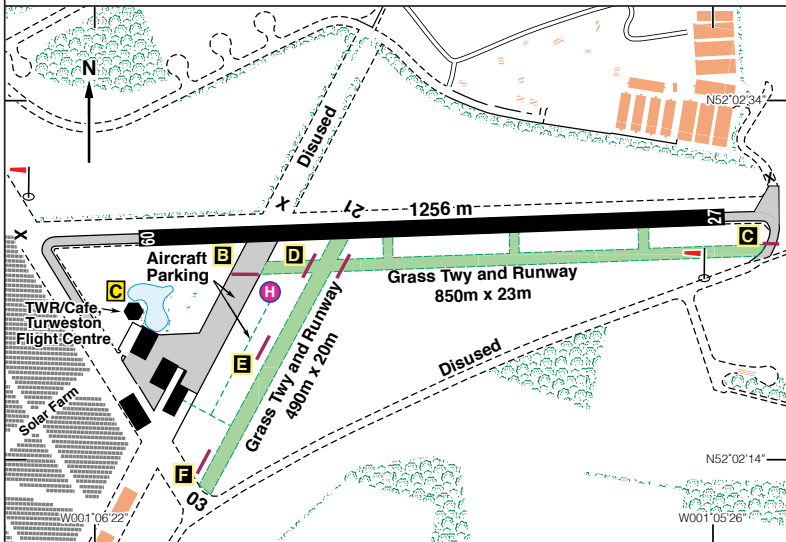 N
N52˚02'34"
Disused
X
21
1256 m
X
X
09
27
B
D
C
Aircraft
Parking
Grass Twy and Runway
850m x 23m
C
H
TWR/Cafe,
Turweston
Flight Centre
E
Grass Twy and Runway
490m x 20m
Disused
Solar Farm
F
03
N52˚02'14"
W001˚06'22"
W001˚05'26"